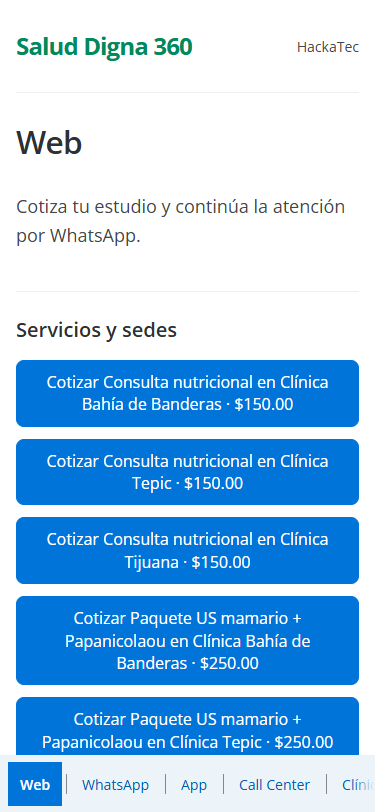 Salud Digna 360
HackaTec
Web
Cotiza tu estudio y continúa la atención
por WhatsApp.
Servicios y sedes
Cotizar Consulta nutricional en Clínica
Bahía de Banderas · $150.00
Cotizar Consulta nutricional en Clínica
Tepic · $150.00
Cotizar Consulta nutricional en Clínica
Tijuana · $150.00
Cotizar Paquete US mamario +
Papanicolaou en Clínica Bahía de
Banderas · $250.00
Cotizar Paquete US mamario +
Papanicolaou en Clínica Tepic · $250.00
Web
WhatsApp
App
Call Center
Clínic